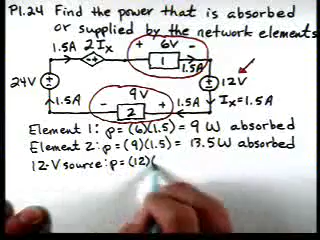 P1.24 Find the power that is absorbed
or supplied by the network elements
1.5A 2Ix + 6V -
1
1.5A
24V + -
+ - 12V
9V
1.5A - 2 + 1.5A Ix=1.5A
Element 1: p = (6)(1.5) = 9 W absorbed
Element 2: p = (9)(1.5) = 13.5W absorbed
12-V source: p = (12)(